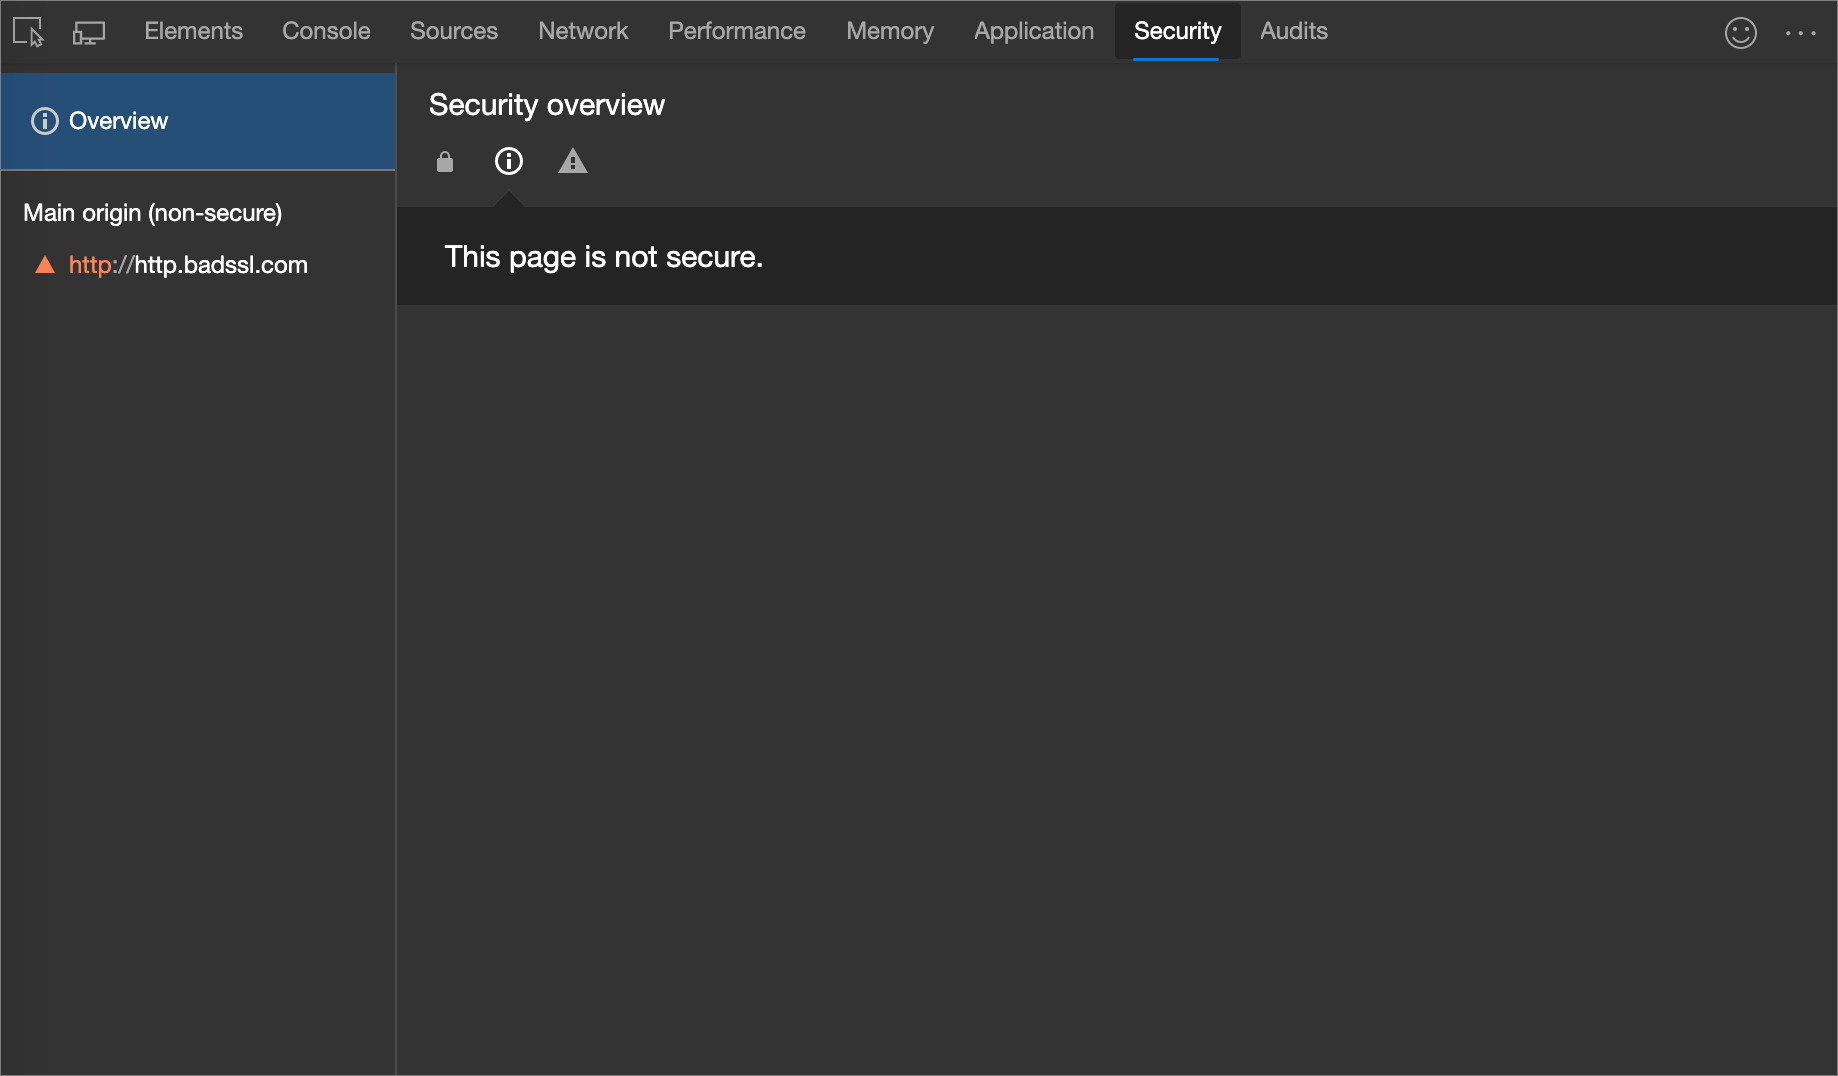 Elements Console Sources Network Performance Memory Application Security Audits
Overview
Main origin (non-secure)
http://http.badssl.com
Security overview
This page is not secure.